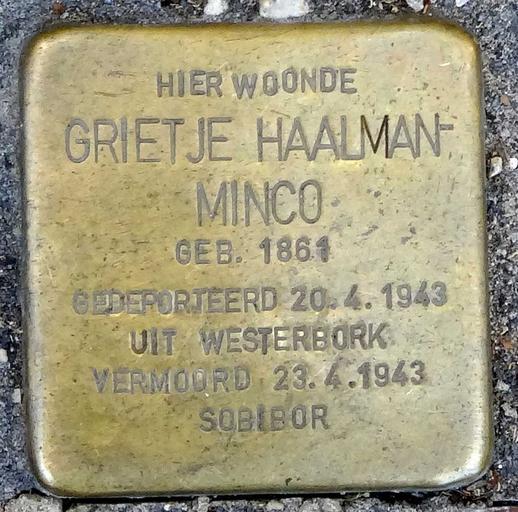 HIER WOONDE
GRIETJE HAALMAN-
MINCO
GEB. 1861
GEDEPORTEERD 20.4.1943
UIT WESTERBORK
VERMOORD 23.4.1943
SOBIBOR